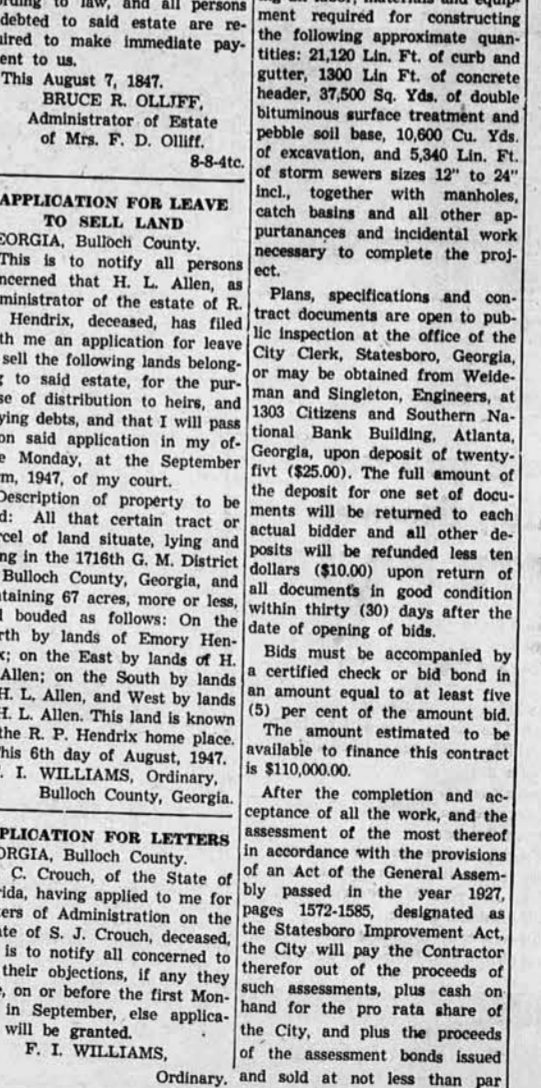 ording to law, and all persons
debted to said estate are re-
uired to make immediate pay-
ent to us.
This August 7, 1847.
BRUCE R. OLLIFF,
Administrator of Estate
of Mrs. F. D. Olliff.
8-8-4tc.
APPLICATION FOR LEAVE
TO SELL LAND
EORGIA, Bulloch County.
This is to notify all persons
ncerned that H. L. Allen, as
ministrator of the estate of R.
Hendrix, deceased, has filed
th me an application for leave
sell the following lands belong-
g to said estate, for the pur-
se of distribution to heirs, and
ying debts, and that I will pass
on said application in my of-
e Monday, at the September
rm, 1947, of my court.
Description of property to be
d: All that certain tract or
rcel of land situate, lying and
ng in the 1716th G. M. District
Bulloch County, Georgia, and
taining 67 acres, more or less,
d bouded as follows: On the
rth by lands of Emory Hen-
x; on the East by lands of H.
Allen; on the South by lands
H. L. Allen, and West by lands
H. L. Allen. This land is known
the R. P. Hendrix home place.
his 6th day of August, 1947.
. I. WILLIAMS, Ordinary,
Bulloch County, Georgia.
PLICATION FOR LETTERS
ORGIA, Bulloch County.
C. Crouch, of the State of
rida, having applied to me for
ers of Administration on the
te of S. J. Crouch, deceased,
is to notify all concerned to
their objections, if any they
, on or before the first Mon-
in September, else applica-
will be granted.
F. I. WILLIAMS,
Ordinary.
ing all labor, materials and equip-
ment required for constructing
the following approximate quan-
tities: 21,120 Lin. Ft. of curb and
gutter, 1300 Lin Ft. of concrete
header, 37,500 Sq. Yds. of double
bituminous surface treatment and
pebble soil base, 10,600 Cu. Yds.
of excavation, and 5,340 Lin. Ft.
of storm sewers sizes 12" to 24"
incl., together with manholes,
catch basins and all other ap-
purtanances and incidental work
necessary to complete the proj-
ect.
Plans, specifications and con-
tract documents are open to pub-
lic inspection at the office of the
City Clerk, Statesboro, Georgia,
or may be obtained from Weide-
man and Singleton, Engineers, at
1303 Citizens and Southern Na-
tional Bank Building, Atlanta,
Georgia, upon deposit of twenty-
fivt ($25.00). The full amount of
the deposit for one set of docu-
ments will be returned to each
actual bidder and all other de-
posits will be refunded less ten
dollars ($10.00) upon return of
all documents in good condition
within thirty (30) days after the
date of opening of bids.
Bids must be accompanied by
a certified check or bid bond in
an amount equal to at least five
(5) per cent of the amount bid.
The amount estimated to be
available to finance this contract
is $110,000.00.
After the completion and ac-
ceptance of all the work, and the
assessment of the most thereof
in accordance with the provisions
of an Act of the General Assem-
bly passed in the year 1927,
pages 1572-1585, designated as
the Statesboro Improvement Act,
the City will pay the Contractor
therefor out of the proceeds of
such assessments, plus cash on
hand for the pro rata share of
the City, and plus the proceeds
of the assessment bonds issued
and sold at not less than par